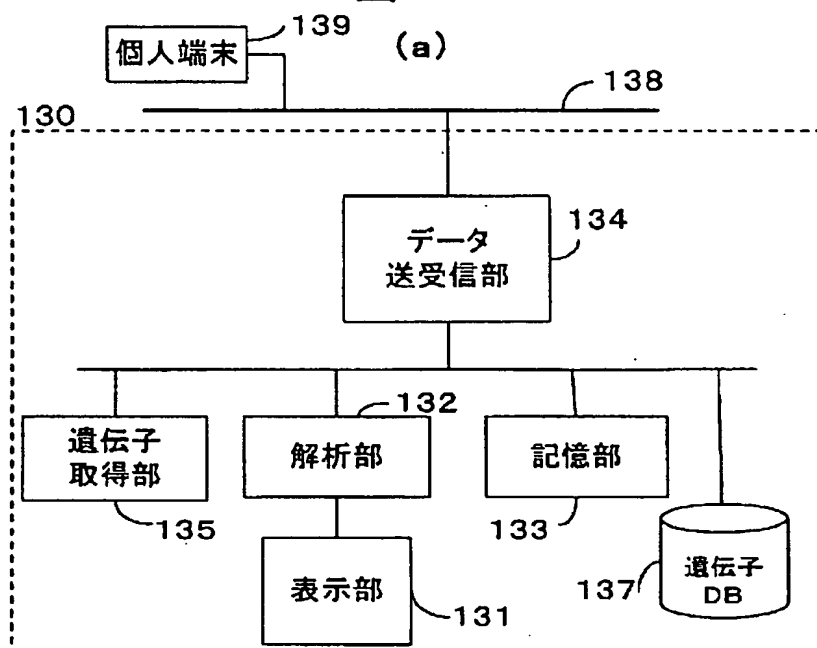 139
個人端末
(a)
138
130
134
データ
送受信部
132
遺伝子
取得部
解析部
記憶部
135
133
表示部
131
137
遺伝子
DB